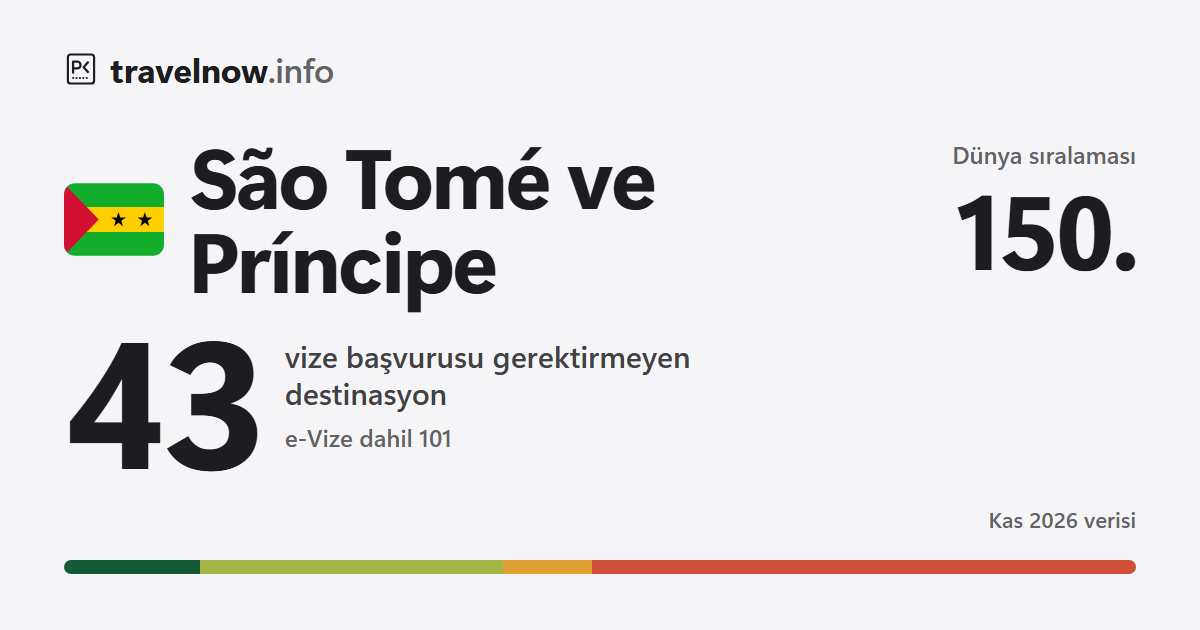 travelnow.info
São Tomé ve
Príncipe
Dünya sıralaması
150.
43
vize başvurusu gerektirmeyen
destinasyon
e-Vize dahil 101
Kas 2026 verisi